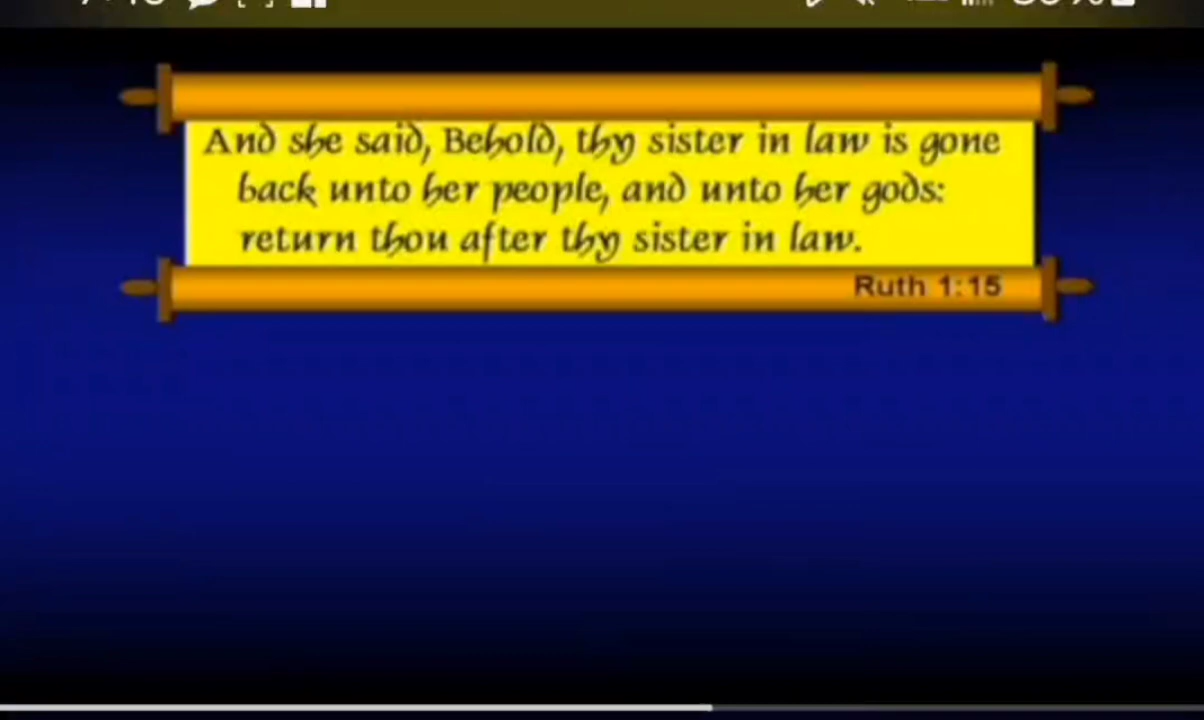 And she said, Behold, thy sister in law is gone
back unto her people, and unto her gods:
return thou after thy sister in law.
Ruth 1:15